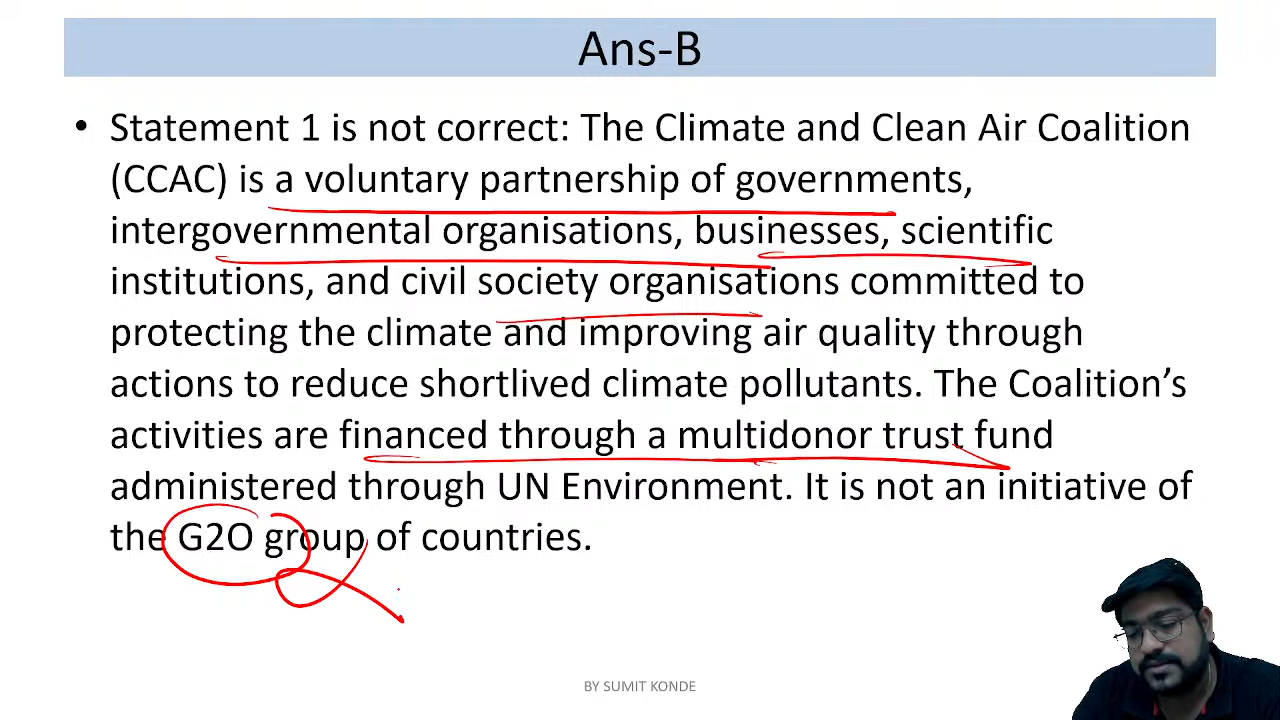 Ans-B
• Statement 1 is not correct: The Climate and Clean Air Coalition
(CCAC) is a voluntary partnership of governments,
intergovernmental organisations, businesses, scientific
institutions, and civil society organisations committed to
protecting the climate and improving air quality through
actions to reduce shortlived climate pollutants. The Coalition’s
activities are financed through a multidonor trust fund
administered through UN Environment. It is not an initiative of
the G2O group of countries.
BY SUMIT KONDE